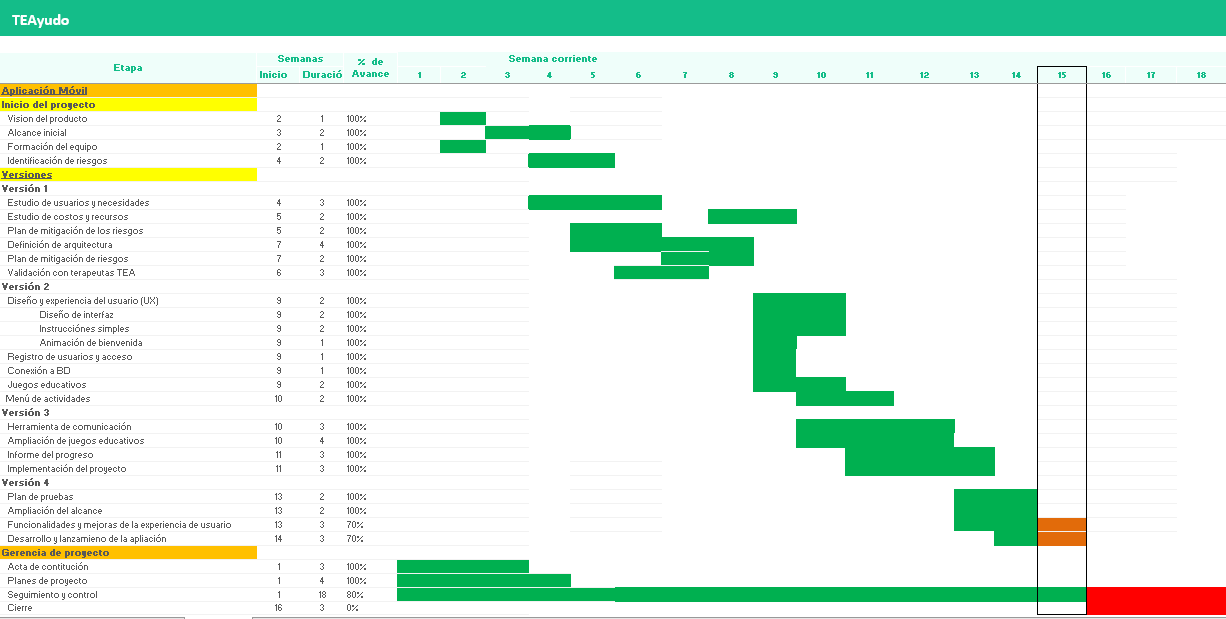 TEAyudo
Semanas % de Semana corriente
Etapa
Inicio Duració Avance 1 2 3 4 5 6 7 8 9 10 11 12 13 14 15 16 17 18
Aplicación Móvil
Inicio del proyecto
Vision del producto 2 1 100%
Alcance inicial 3 2 100%
Formación del equipo 2 1 100%
Identificación de riesgos 4 2 100%
Versiones
Versión 1
Estudio de usuarios y necesidades 4 3 100%
Estudio de costos y recursos 5 2 100%
Plan de mitigación de los riesgos 5 2 100%
Definición de arquitectura 7 4 100%
Plan de mitigación de riesgos 7 2 100%
Validación con terapeutas TEA 6 3 100%
Versión 2
Diseño y experiencia del usuario (UX) 9 2 100%
Diseño de interfaz 9 2 100%
Instrucciónes simples 9 2 100%
Animación de bienvenida 9 1 100%
Registro de usuarios y acceso 9 1 100%
Conexión a BD 9 1 100%
Juegos educativos 9 2 100%
Menú de actividades 10 2 100%
Versión 3
Herramienta de comunicación 10 3 100%
Ampliación de juegos educativos 10 4 100%
Informe del progreso 11 3 100%
Implementación del proyecto 11 3 100%
Versión 4
Plan de pruebas 13 2 100%
Ampliación del alcance 13 2 100%
Funcionalidades y mejoras de la experiencia de usuario 13 3 70%
Desarrollo y lanzamieno de la apliación 14 3 70%
Gerencia de proyecto
Acta de contitución 1 3 100%
Planes de proyecto 1 4 100%
Seguimiento y control 1 18 80%
Cierre 16 3 0%